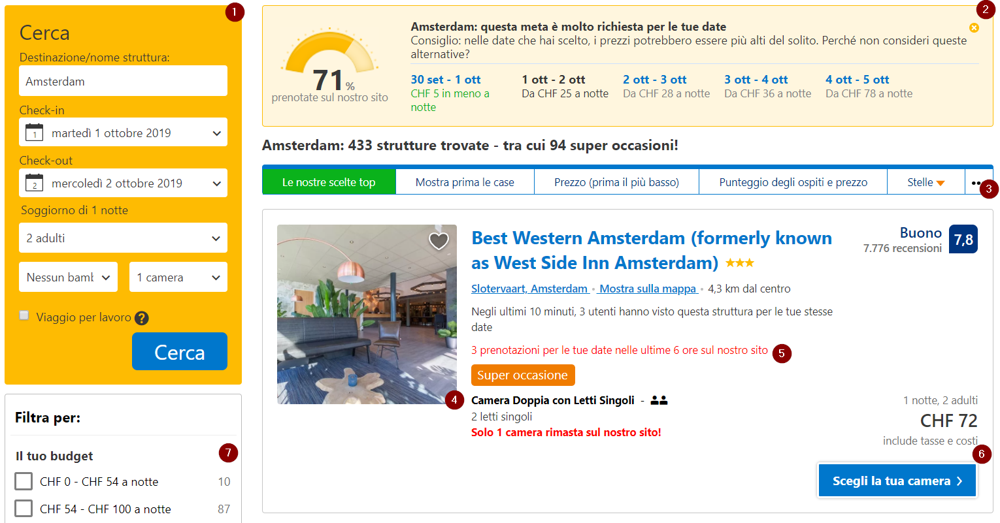 1
Cerca
Destinazione/nome struttura:
Amsterdam
Check-in
1 martedì 1 ottobre 2019
Check-out
2 mercoledì 2 ottobre 2019
Soggiorno di 1 notte
2 adulti
Nessun baml
1 camera
Viaggio per lavoro ?
Cerca
Filtra per:
7
Il tuo budget
CHF 0 - CHF 54 a notte 10
CHF 54 - CHF 100 a notte 87
2
71%
prenotate sul nostro sito
Amsterdam: questa meta è molto richiesta per le tue date
Consiglio: nelle date che hai scelto, i prezzi potrebbero essere più alti del solito. Perché non consideri queste
alternative?
30 set - 1 ott
CHF 5 in meno a
notte
1 ott - 2 ott
Da CHF 25 a notte
2 ott - 3 ott
Da CHF 28 a notte
3 ott - 4 ott
Da CHF 36 a notte
4 ott - 5 ott
Da CHF 78 a notte
Amsterdam: 433 strutture trovate - tra cui 94 super occasioni!
Le nostre scelte top
Mostra prima le case
Prezzo (prima il più basso)
Punteggio degli ospiti e prezzo
Stelle
3
Best Western Amsterdam (formerly known
as West Side Inn Amsterdam)
Buono 7,8
7.776 recensioni
Slotervaart, Amsterdam • Mostra sulla mappa • 4,3 km dal centro
Negli ultimi 10 minuti, 3 utenti hanno visto questa struttura per le tue stesse
date
3 prenotazioni per le tue date nelle ultime 6 ore sul nostro sito
5
Super occasione
4
Camera Doppia con Letti Singoli -
2 letti singoli
Solo 1 camera rimasta sul nostro sito!
1 notte, 2 adulti
CHF 72
include tasse e costi
6
Scegli la tua camera